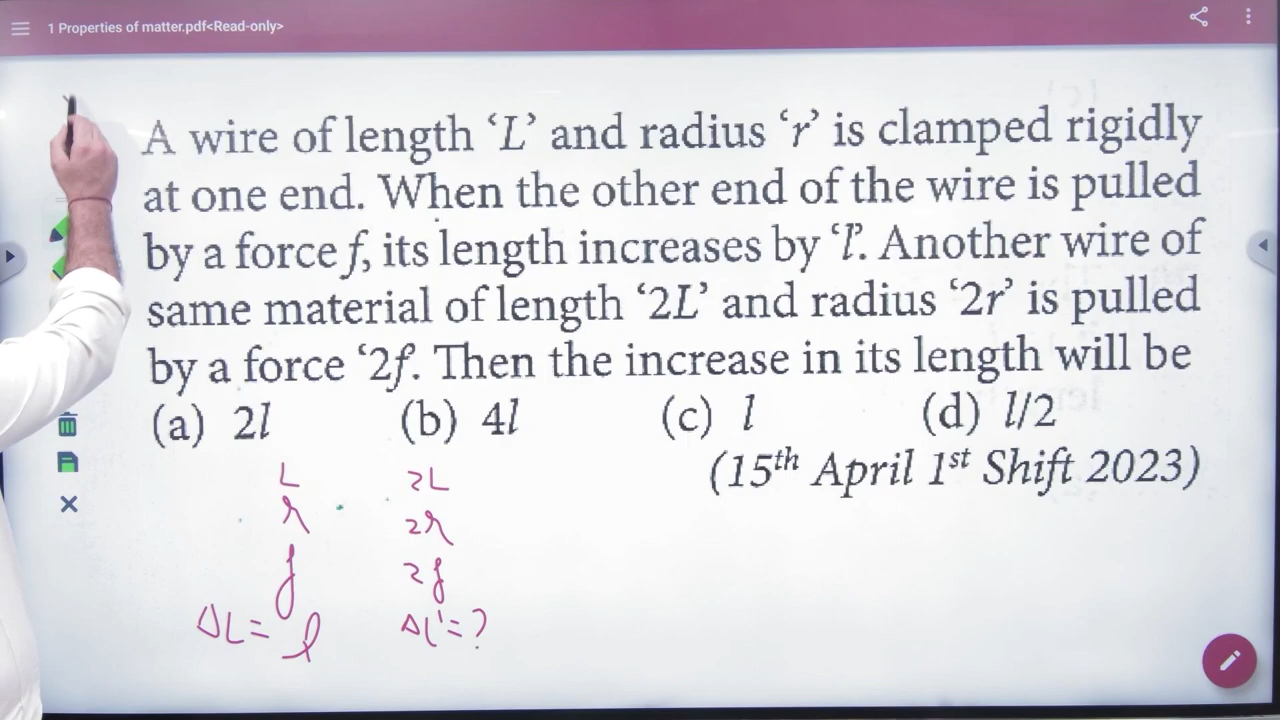 1 Properties of matter.pdf<Read-only>
A wire of length ‘L’ and radius ‘r’ is clamped rigidly
at one end. When the other end of the wire is pulled
by a force f, its length increases by ‘l’. Another wire of
same material of length ‘2L’ and radius ‘2r’ is pulled
by a force ‘2f’. Then the increase in its length will be
(a) 2l (b) 4l (c) l (d) l/2
(15th April 1st Shift 2023)
L 2L
r 2r
f 2f
ΔL = l ΔL' = ?